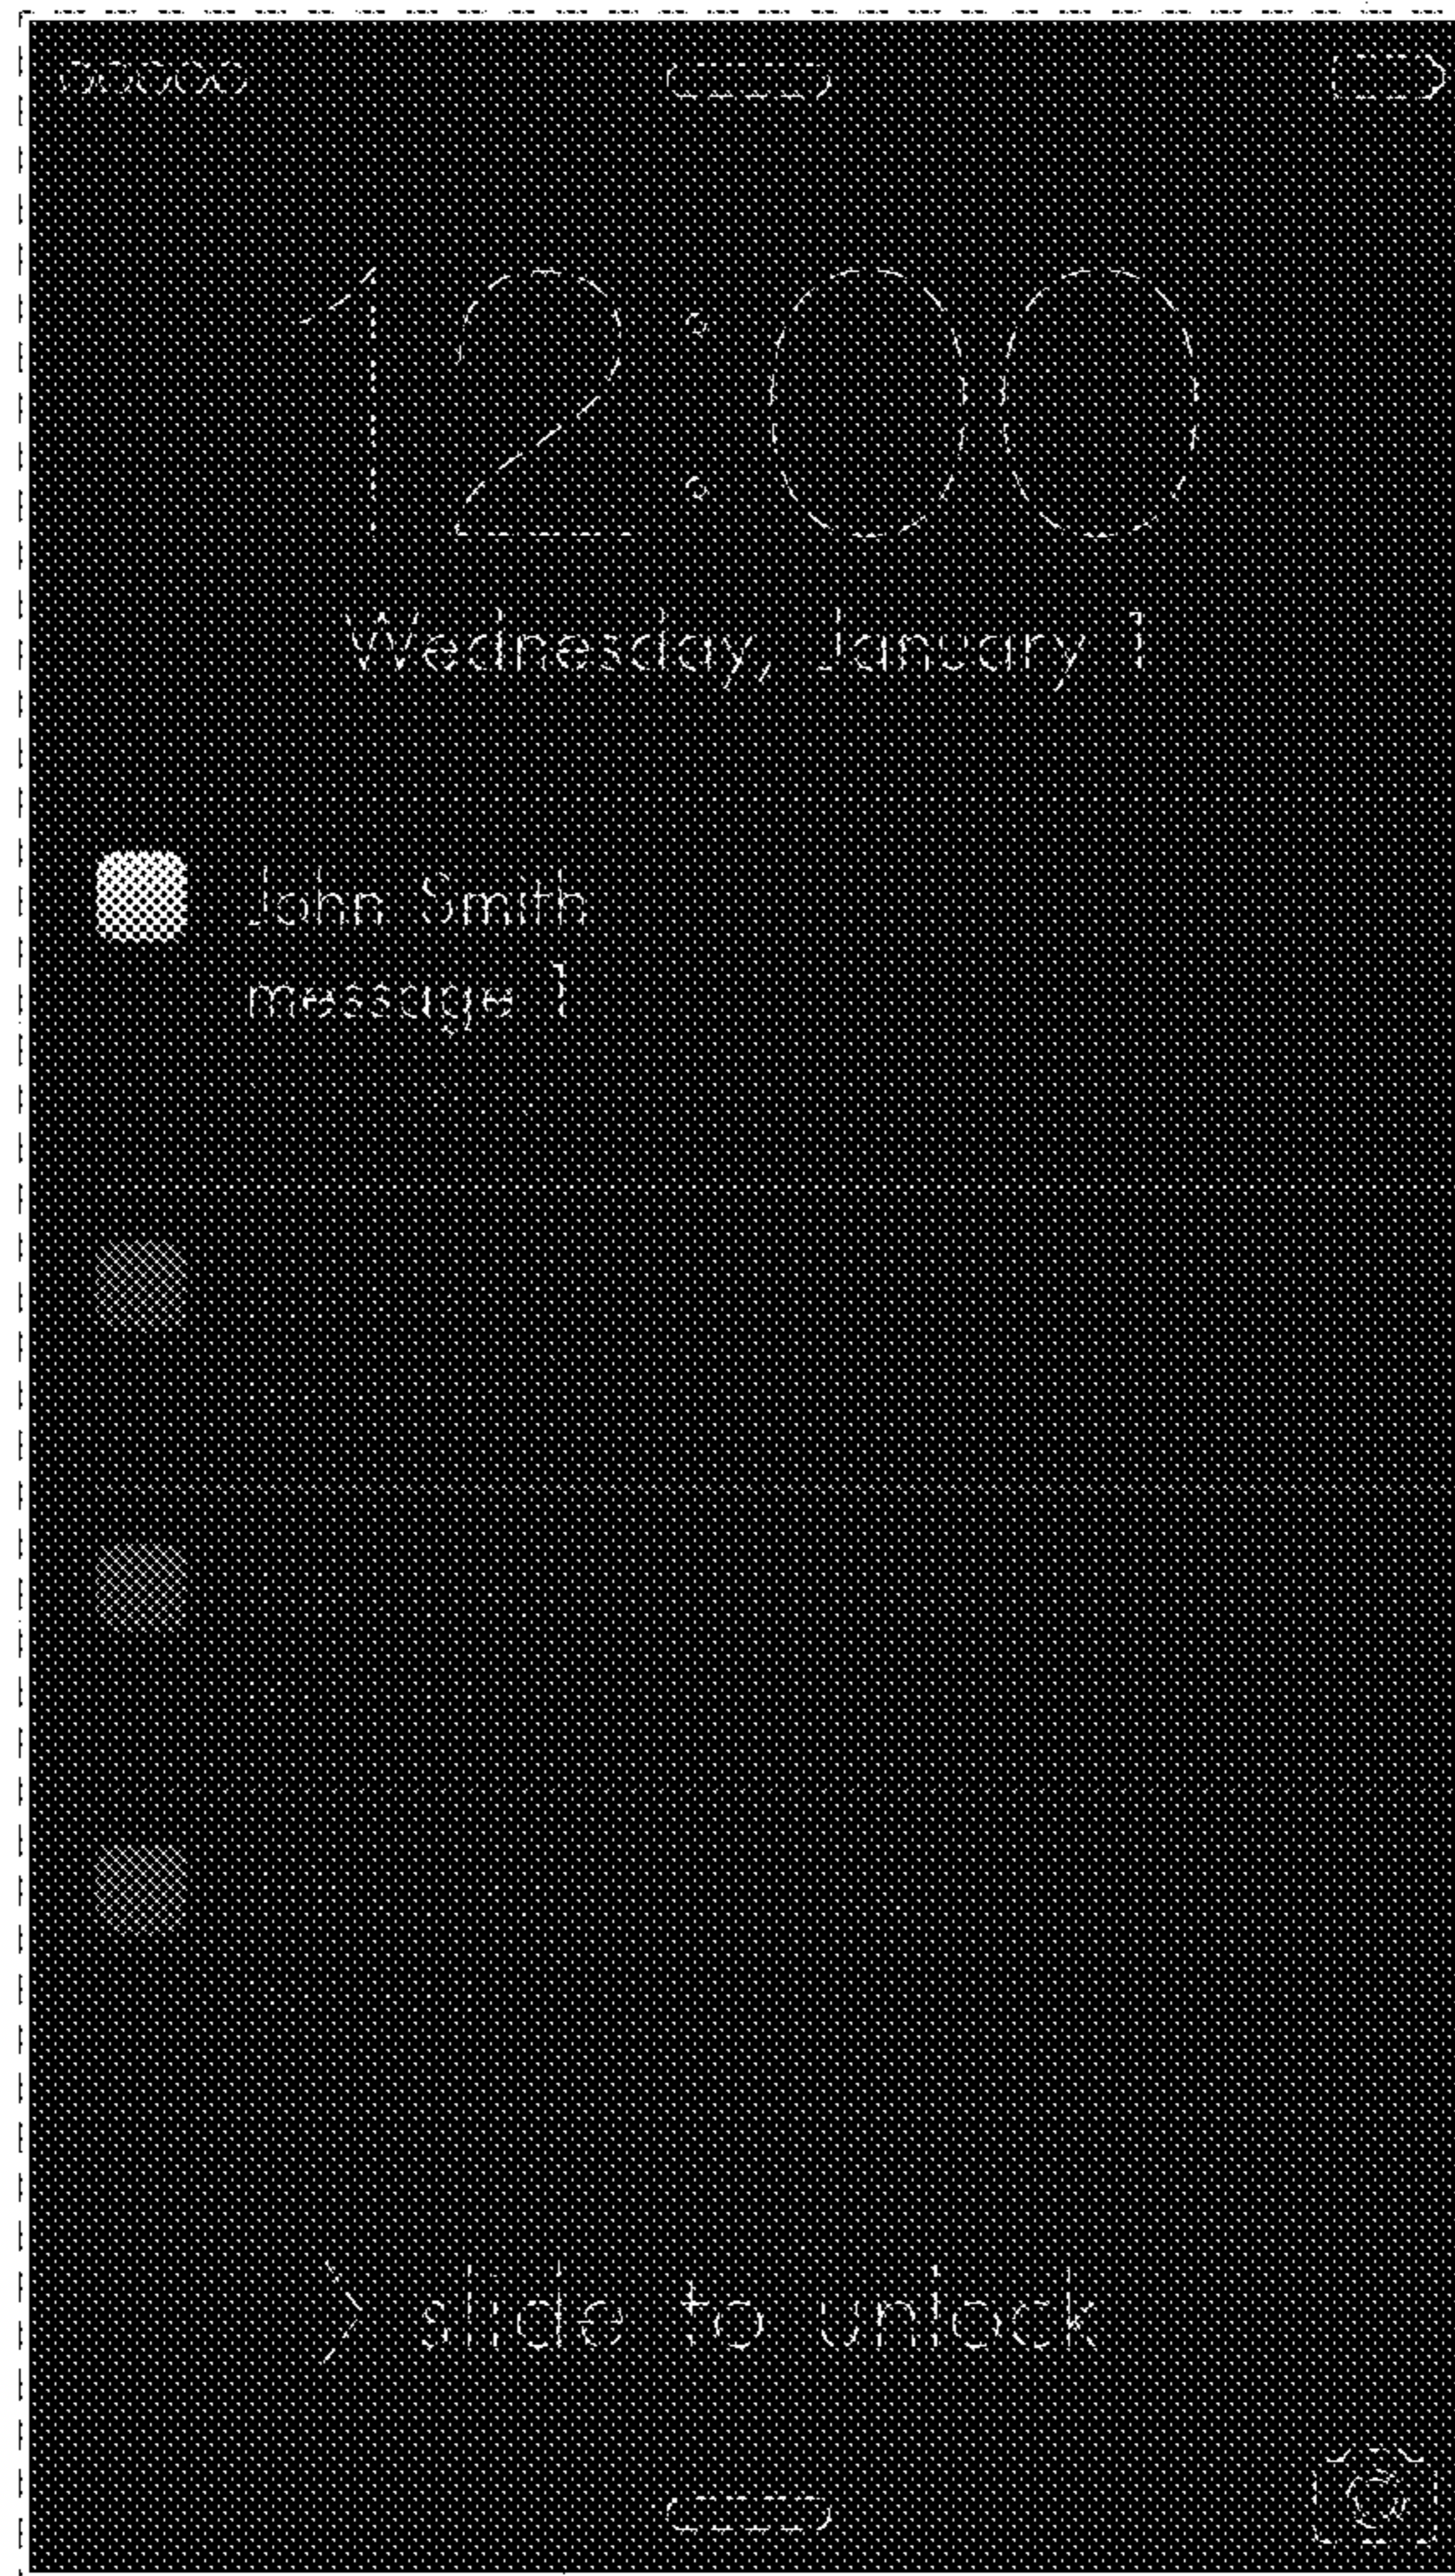 12:00
Wednesday, January 1
John Smith
message 1
> slide to unlock